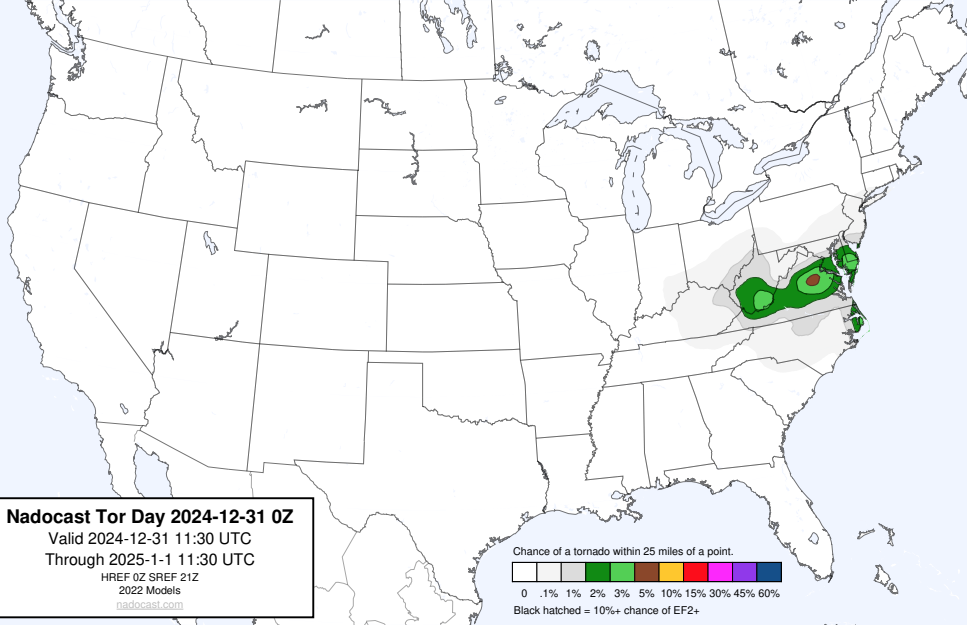 Nadocast Tor Day 2024-12-31 0Z
Valid 2024-12-31 11:30 UTC
Through 2025-1-1 11:30 UTC
HREF 0Z SREF 21Z
2022 Models
nadocast.com
Chance of a tornado within 25 miles of a point.
0 .1% 1% 2% 3% 5% 10% 15% 30% 45% 60%
Black hatched = 10%+ chance of EF2+